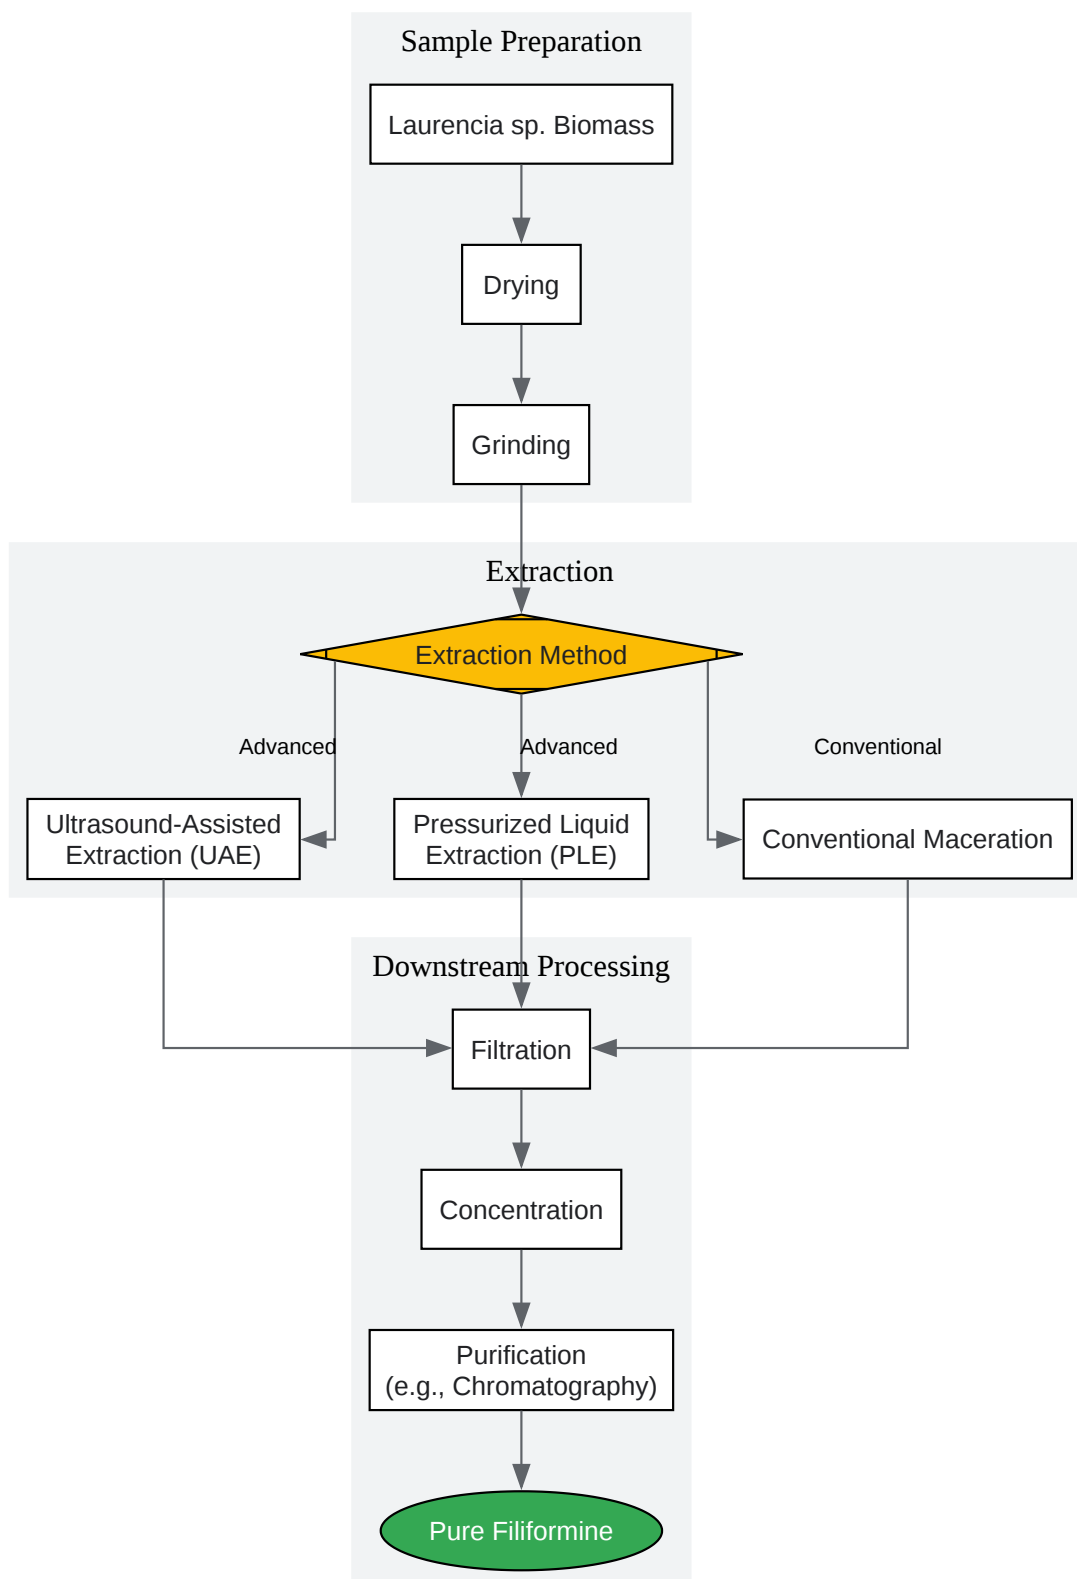 Sample Preparation
Laurencia sp. Biomass
Drying
Grinding
Extraction
Extraction Method
Advanced
Advanced
Conventional
Ultrasound-Assisted
Extraction (UAE)
Pressurized Liquid
Extraction (PLE)
Conventional Maceration
Downstream Processing
Filtration
Concentration
Purification
(e.g., Chromatography)
Pure Filiformine